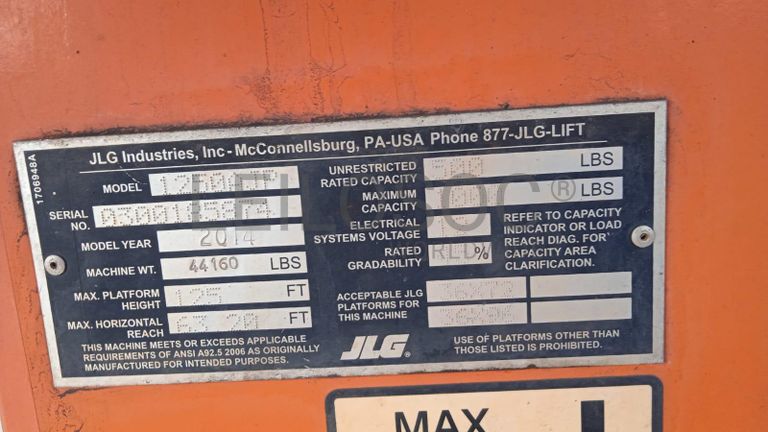 1706948A
JLG Industries, Inc - McConnellsburg, PA-USA Phone 877-JLG-LIFT
MODEL
SERIAL NO.
MODEL YEAR 2014
MACHINE WT. 44160 LBS
MAX. PLATFORM HEIGHT 125 FT
MAX. HORIZONTAL REACH 63.20 FT
THIS MACHINE MEETS OR EXCEEDS APPLICABLE
REQUIREMENTS OF ANSI A92.5 2006 AS ORIGINALLY
MANUFACTURED FOR INTENDED PURPOSES.
UNRESTRICTED RATED CAPACITY LBS
MAXIMUM CAPACITY LBS
ELECTRICAL SYSTEMS VOLTAGE
RATED GRADABILITY %
REFER TO CAPACITY
INDICATOR OR LOAD
REACH DIAG. FOR
CAPACITY AREA
CLARIFICATION.
ACCEPTABLE JLG
PLATFORMS FOR
THIS MACHINE
JLG®
USE OF PLATFORMS OTHER THAN
THOSE LISTED IS PROHIBITED.
MAX